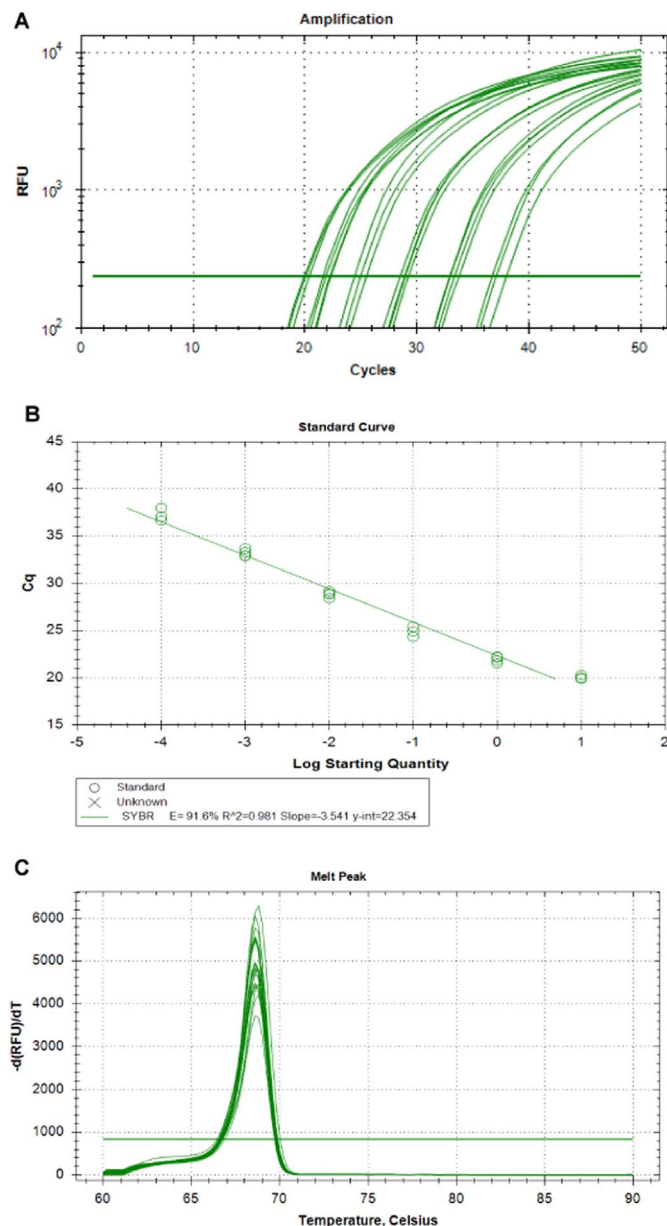 A
Amplification
10^4
10^3
10^2
RFU
0 10 20 30 40 50
Cycles
B
Standard Curve
45
40
35
30
25
20
15
Cq
-5 -4 -3 -2 -1 0 1 2
Log Starting Quantity
Standard
Unknown
SYBR E= 91.6% R^2=0.981 Slope=-3.541 y-int=22.354
C
Melt Peak
6000
5000
4000
3000
2000
1000
0
-d(RFU)/dT
60 65 70 75 80 85 90
Temperature, Celsius